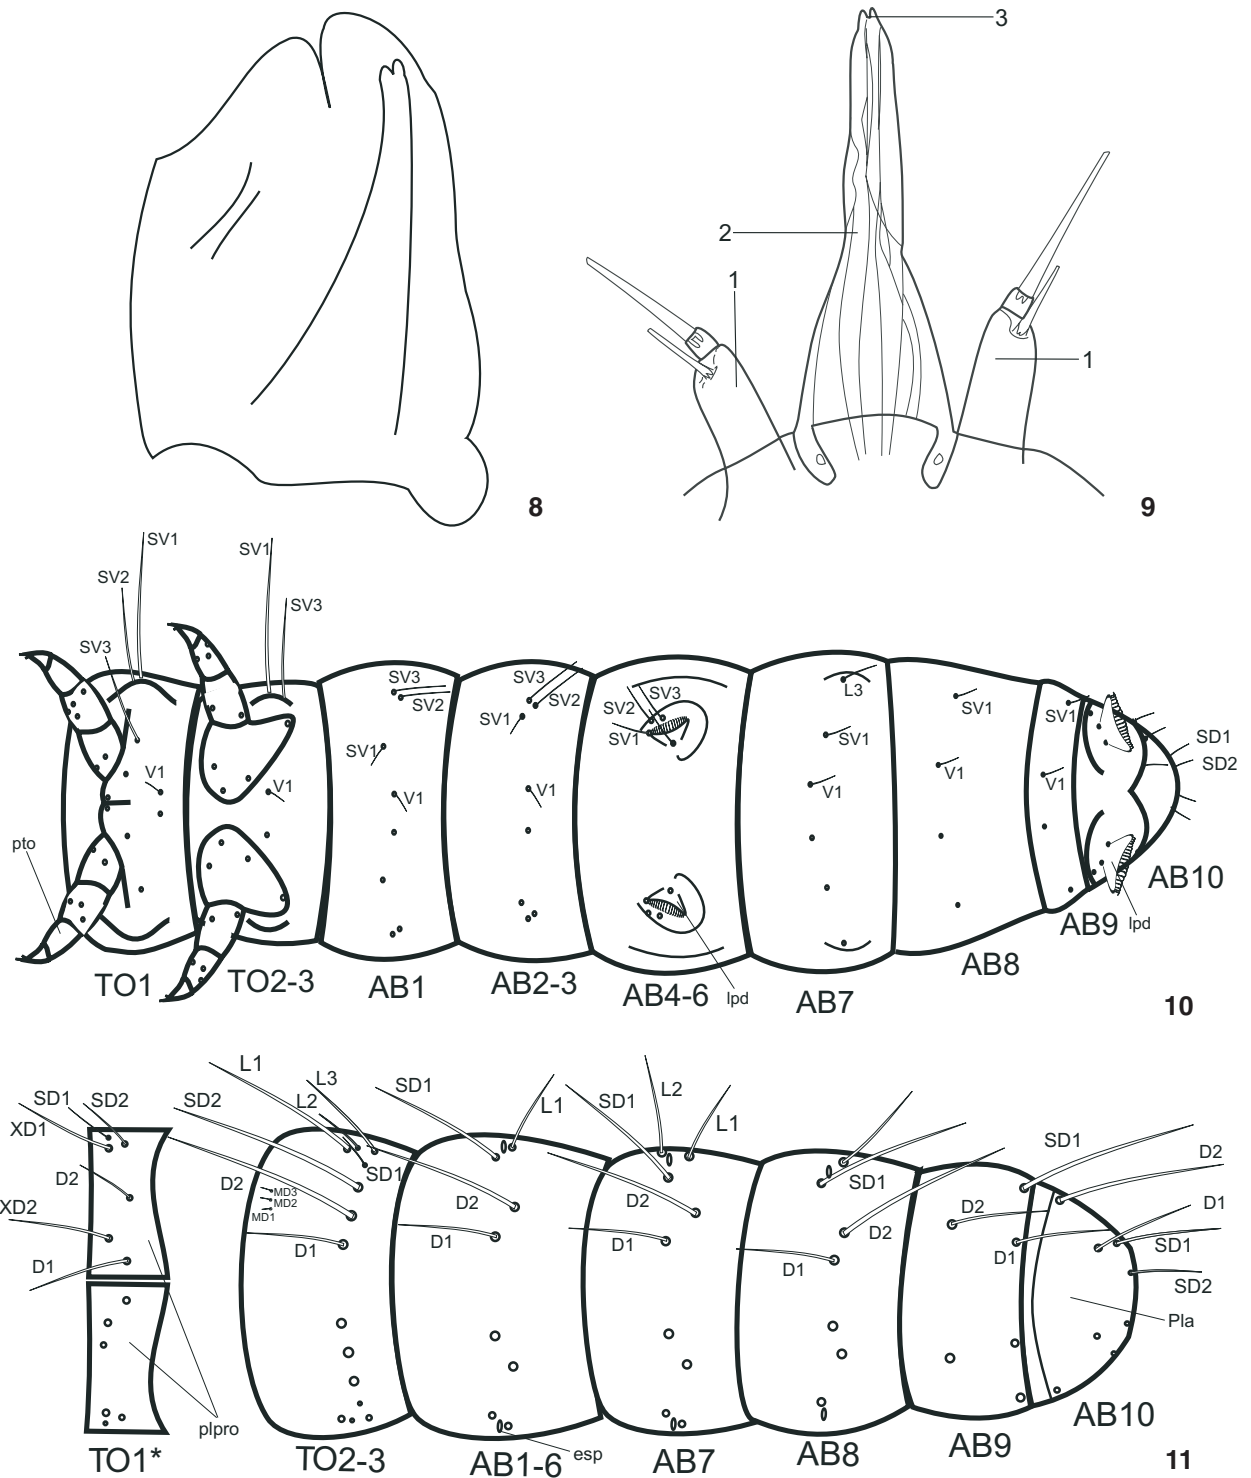 3
2
1
1
8
9
SV1
SV2
SV3
SV1
SV3
V1
V1
pto
SV3
SV2
SV1
V1
SV3
SV2
SV1
V1
SV3
SV2
SV1
L3
SV1
V1
SV1
V1
SV1
V1
SD1
SD2
lpd
lpd
TO1
TO2-3
AB1
AB2-3
AB4-6
AB7
AB8
AB9
AB10
10
SD1
SD2
XD1
D2
XD2
D1
plpro
L1
L3
L2
SD2
SD1
D2
MD3
MD2
MD1
D1
SD1
L1
D2
D1
esp
SD1
L2
L1
D2
D1
SD1
D2
D1
SD1
D2
D2
D1
D1
SD1
SD2
Pla
TO1*
TO2-3
AB1-6
AB7
AB8
AB9
AB10
11